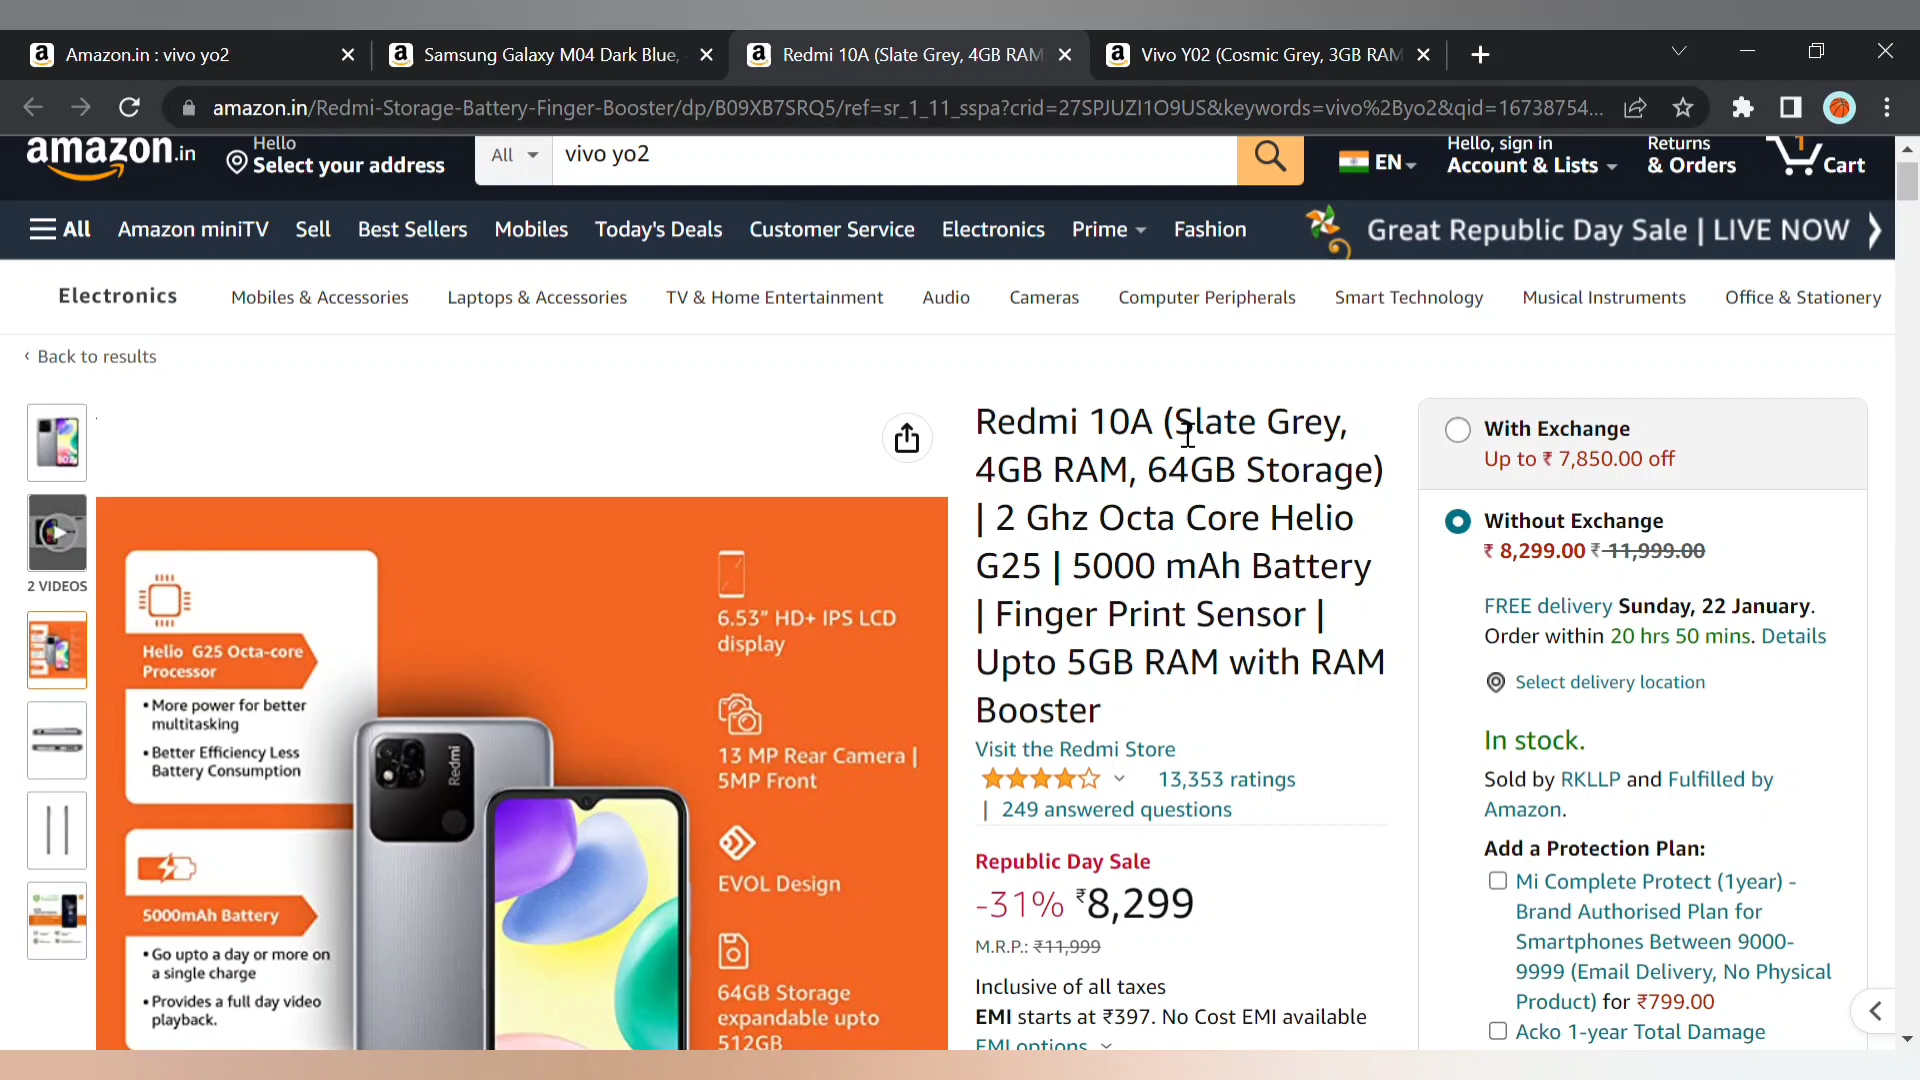 Amazon.in : vivo yo2
Samsung Galaxy M04 Dark Blue,
Redmi 10A (Slate Grey, 4GB RAM,
Vivo Y02 (Cosmic Grey, 3GB RAM
amazon.in/Redmi-Storage-Battery-Finger-Booster/dp/B09XB7SRQ5/ref=sr_1_11_sspa?crid=27SPJUZI1O9US&keywords=vivo%2Byo2&qid=16738754...
amazon.in
Hello
Select your address
All
vivo yo2
EN
Hello, sign in
Account & Lists
Returns
& Orders
1
Cart
All
Amazon miniTV
Sell
Best Sellers
Mobiles
Today's Deals
Customer Service
Electronics
Prime
Fashion
Great Republic Day Sale | LIVE NOW
Electronics
Mobiles & Accessories
Laptops & Accessories
TV & Home Entertainment
Audio
Cameras
Computer Peripherals
Smart Technology
Musical Instruments
Office & Stationery
‹ Back to results
2 VIDEOS
Helio G25 Octa-core
Processor
• More power for better
multitasking
• Better Efficiency Less
Battery Consumption
5000mAh Battery
• Go upto a day or more on
a single charge
• Provides a full day video
playback.
Redmi
6.53” HD+ IPS LCD
display
13 MP Rear Camera |
5MP Front
EVOL Design
64GB Storage
expandable upto
512GB
Redmi 10A (Slate Grey,
4GB RAM, 64GB Storage)
| 2 Ghz Octa Core Helio
G25 | 5000 mAh Battery
| Finger Print Sensor |
Upto 5GB RAM with RAM
Booster
Visit the Redmi Store
13,353 ratings
| 249 answered questions
Republic Day Sale
-31% ₹8,299
M.R.P.: ₹11,999
Inclusive of all taxes
EMI starts at ₹397. No Cost EMI available
EMI options
With Exchange
Up to ₹ 7,850.00 off
Without Exchange
₹ 8,299.00 ₹ 11,999.00
FREE delivery Sunday, 22 January.
Order within 20 hrs 50 mins. Details
Select delivery location
In stock.
Sold by RKLLP and Fulfilled by
Amazon.
Add a Protection Plan:
Mi Complete Protect (1year) -
Brand Authorised Plan for
Smartphones Between 9000-
9999 (Email Delivery, No Physical
Product) for ₹799.00
Acko 1-year Total Damage